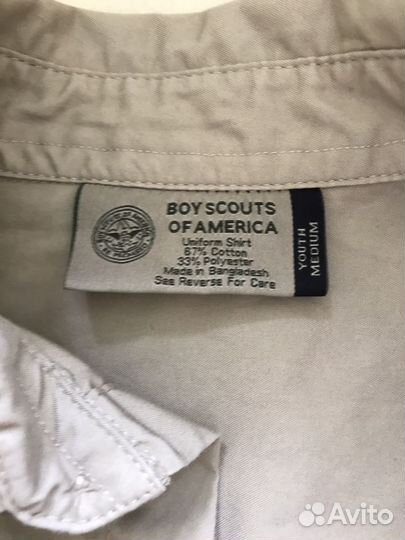 BOY SCOUTS
OF AMERICA
Uniform Shirt
67% Cotton
33% Polyester
Made in Bangladesh
See Reverse For Care
YOUTH
MEDIUM
Avito